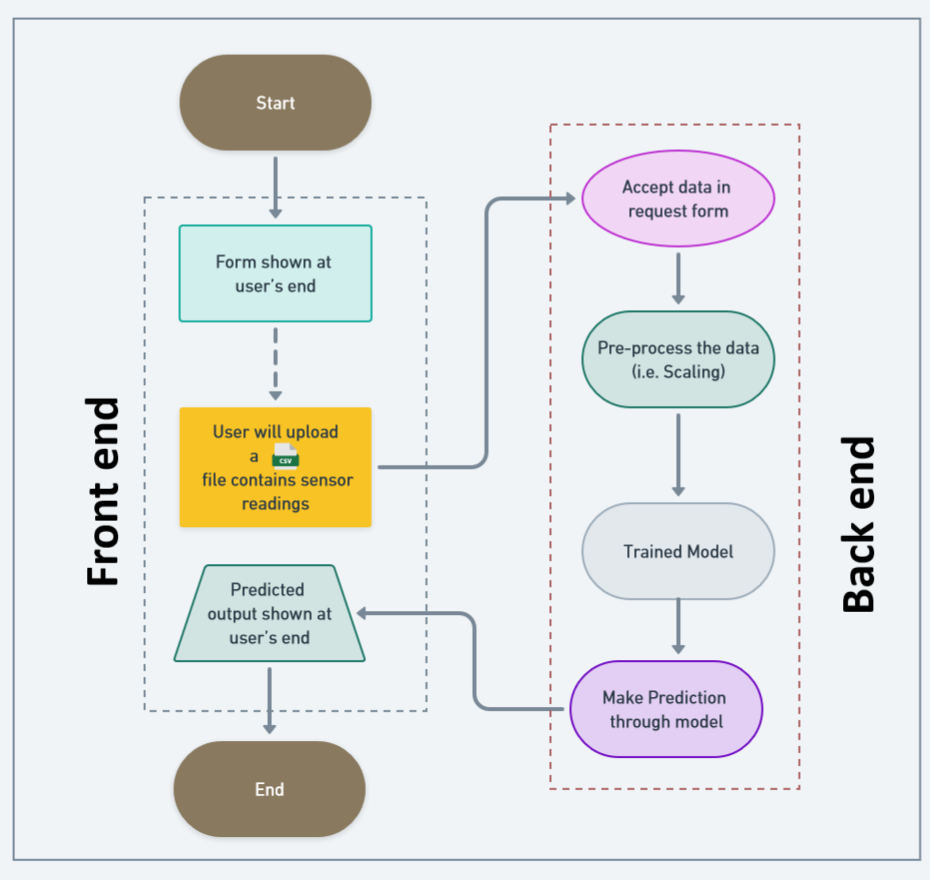 Start
Form shown at
user's end
User will upload
a CSV
file contains sensor
readings
Predicted
output shown at
user's end
End
Front end
Accept data in
request form
Pre-process the data
(i.e. Scaling)
Trained Model
Make Prediction
through model
Back end